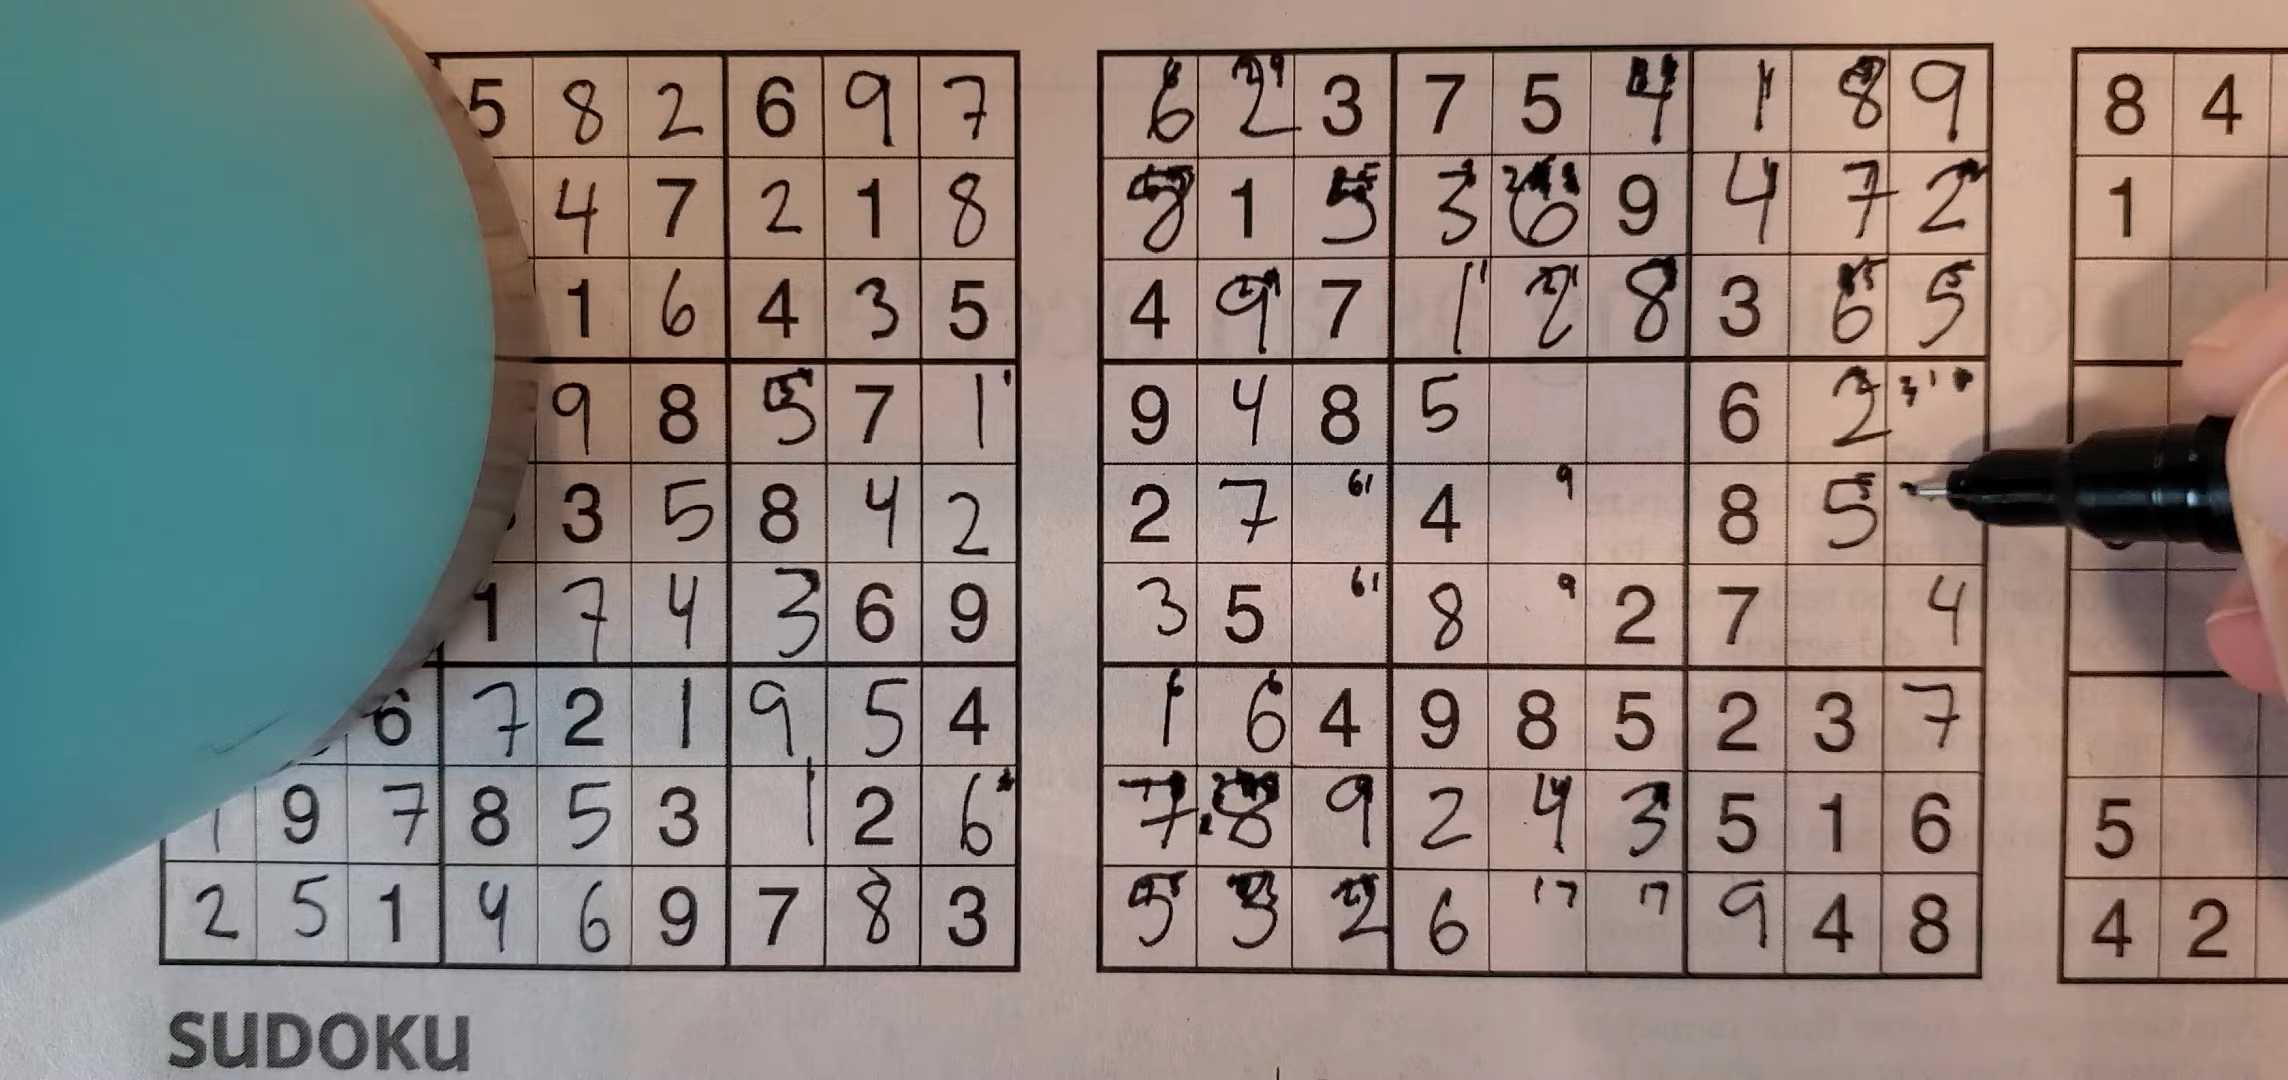 5 8 2 6 9 7
4 7 2 1 8
1 6 4 3 5
9 8 5 7 1
3 5 8 4 2
1 7 4 3 6 9
6 7 2 1 9 5 4
1 9 7 8 5 3 1 2 6
2 5 1 4 6 9 7 8 3
SUDOKU
6 2 3 7 5 4 1 8 9
8 1 5 3 6 9 4 7 2
4 9 7 1 2 8 3 6 5
9 4 8 5 6 2
2 7 61 4 9 8 5
3 5 61 8 9 2 7 4
1 6 4 9 8 5 2 3 7
7 8 9 2 4 3 5 1 6
5 3 2 6 17 7 9 4 8
8 4
1
5
4 2